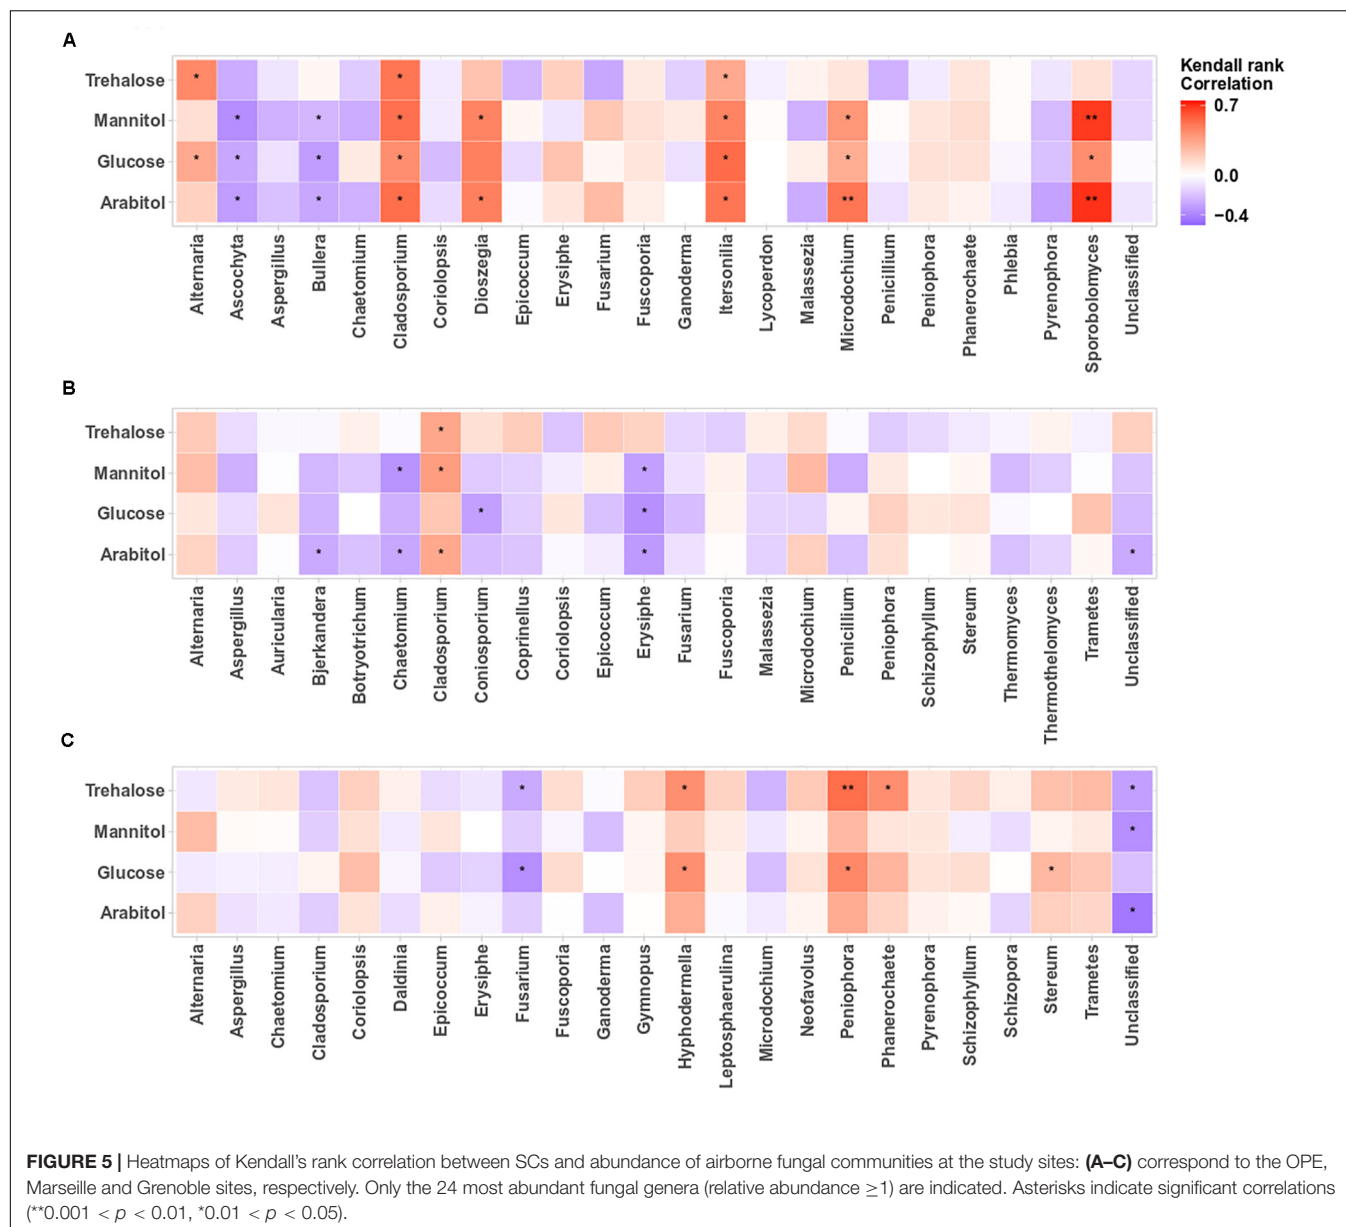 A
Kendall rank
Correlation
0.7
0.0
−0.4
Trehalose * * *
Mannitol * * * * * * **
Glucose * * * * * * *
Arabitol * * * * * ** **
Alternaria
Ascochyta
Aspergillus
Bullera
Chaetomium
Cladosporium
Coriolopsis
Dioszegia
Epicoccum
Erysiphe
Fusarium
Fuscoporia
Ganoderma
Itersonilia
Lycoperdon
Malassezia
Microdochium
Penicillium
Peniophora
Phanerochaete
Phlebia
Pyrenophora
Sporobolomyces
Unclassified
B
Trehalose *
Mannitol * * *
Glucose * *
Arabitol * * * * *
Alternaria
Aspergillus
Auricularia
Bjerkandera
Botryotrichum
Chaetomium
Cladosporium
Coniosporium
Coprinellus
Coriolopsis
Epicoccum
Erysiphe
Fusarium
Fuscoporia
Malassezia
Microdochium
Penicillium
Peniophora
Schizophyllum
Stereum
Thermomyces
Thermothelomyces
Trametes
Unclassified
C
Trehalose * * ** * *
Mannitol *
Glucose * * * *
Arabitol *
Alternaria
Aspergillus
Chaetomium
Cladosporium
Coriolopsis
Daldinia
Epicoccum
Erysiphe
Fusarium
Fuscoporia
Ganoderma
Gymnopus
Hyphodermella
Leptosphaerulina
Microdochium
Neofavolus
Peniophora
Phanerochaete
Pyrenophora
Schizophyllum
Schizopora
Stereum
Trametes
Unclassified
FIGURE 5 | Heatmaps of Kendall’s rank correlation between SCs and abundance of airborne fungal communities at the study sites: (A–C) correspond to the OPE,
Marseille and Grenoble sites, respectively. Only the 24 most abundant fungal genera (relative abundance ≥1) are indicated. Asterisks indicate significant correlations
(**0.001 < p < 0.01, *0.01 < p < 0.05).